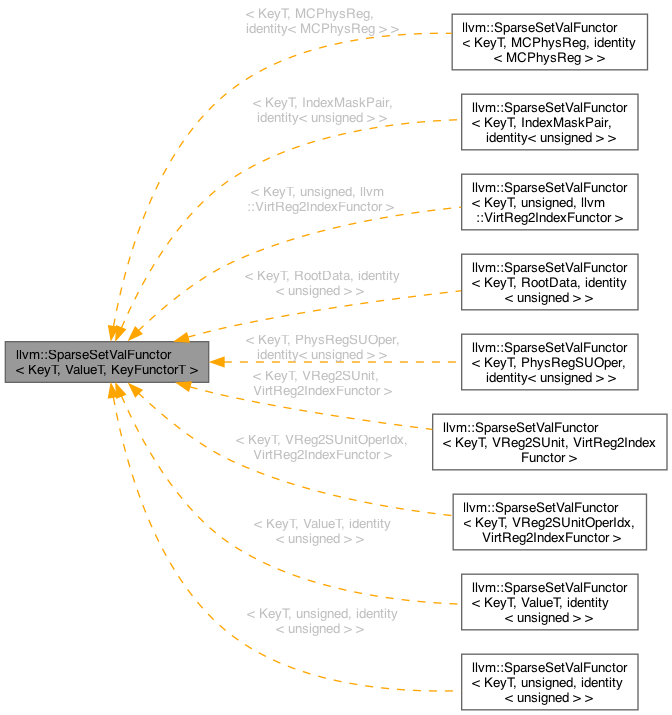 < KeyT, MCPhysReg,
identity< MCPhysReg > >
llvm::SparseSetValFunctor
< KeyT, MCPhysReg, identity
< MCPhysReg > >
< KeyT, IndexMaskPair,
identity< unsigned > >
llvm::SparseSetValFunctor
< KeyT, IndexMaskPair,
identity< unsigned > >
< KeyT, unsigned, llvm
::VirtReg2IndexFunctor >
llvm::SparseSetValFunctor
< KeyT, unsigned, llvm
::VirtReg2IndexFunctor >
< KeyT, RootData, identity
< unsigned > >
llvm::SparseSetValFunctor
< KeyT, RootData, identity
< unsigned > >
llvm::SparseSetValFunctor
< KeyT, ValueT, KeyFunctorT >
< KeyT, PhysRegSUOper,
identity< unsigned > >
llvm::SparseSetValFunctor
< KeyT, PhysRegSUOper,
identity< unsigned > >
< KeyT, VReg2SUnit,
VirtReg2IndexFunctor >
llvm::SparseSetValFunctor
< KeyT, VReg2SUnit, VirtReg2Index
Functor >
< KeyT, VReg2SUnitOperIdx,
VirtReg2IndexFunctor >
llvm::SparseSetValFunctor
< KeyT, VReg2SUnitOperIdx,
VirtReg2IndexFunctor >
< KeyT, ValueT, identity
< unsigned > >
llvm::SparseSetValFunctor
< KeyT, ValueT, identity
< unsigned > >
< KeyT, unsigned, identity
< unsigned > >
llvm::SparseSetValFunctor
< KeyT, unsigned, identity
< unsigned > >